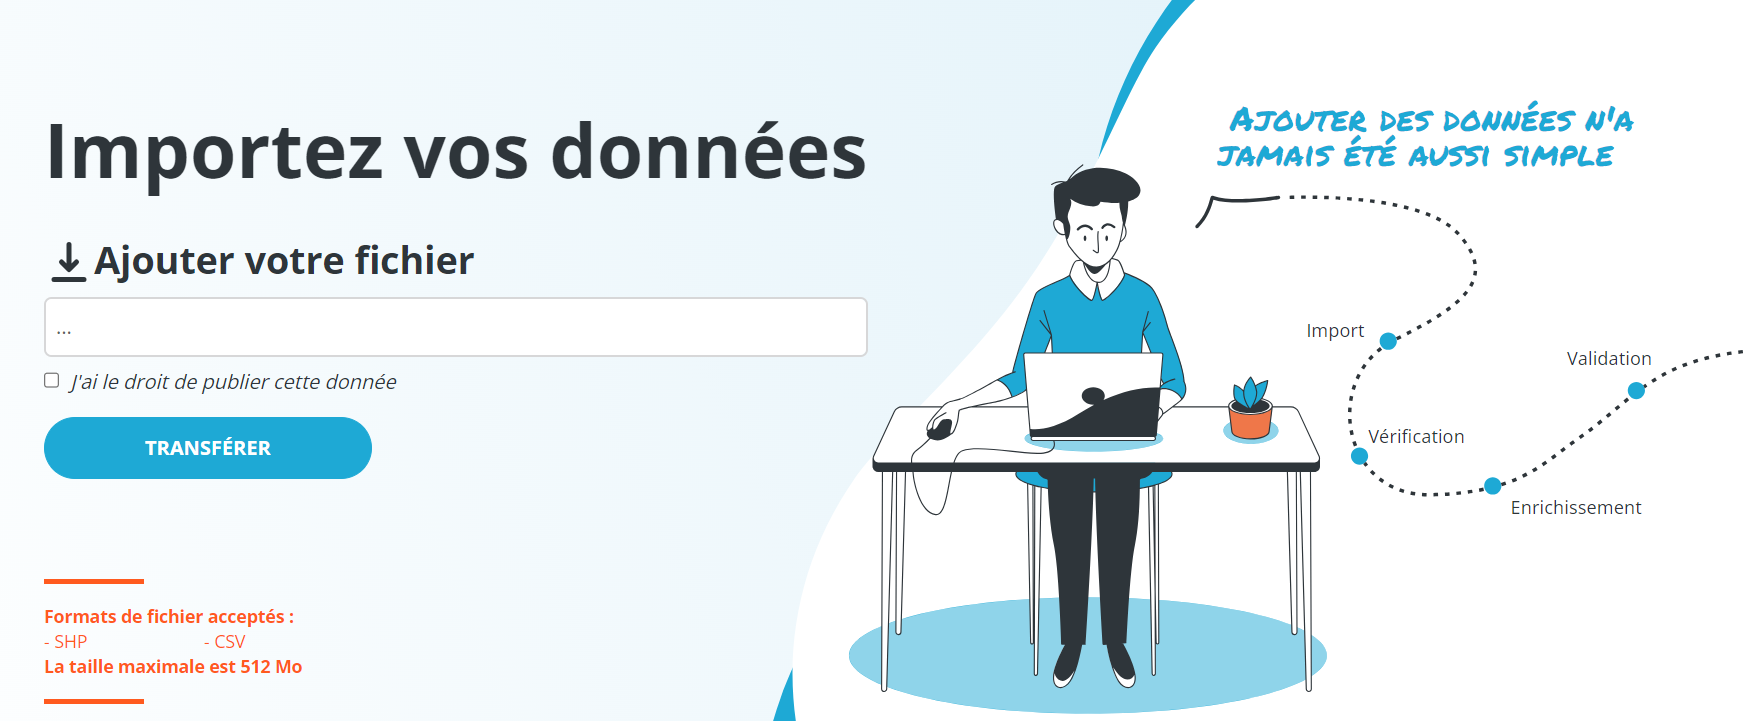 Importez vos données
Ajouter votre fichier
...
J'ai le droit de publier cette donnée
TRANSFÉRER
Formats de fichier acceptés :
- SHP - CSV
La taille maximale est 512 Mo
AJOUTER DES DONNÉES N'A
JAMAIS ÉTÉ AUSSI SIMPLE
Import
Validation
Vérification
Enrichissement